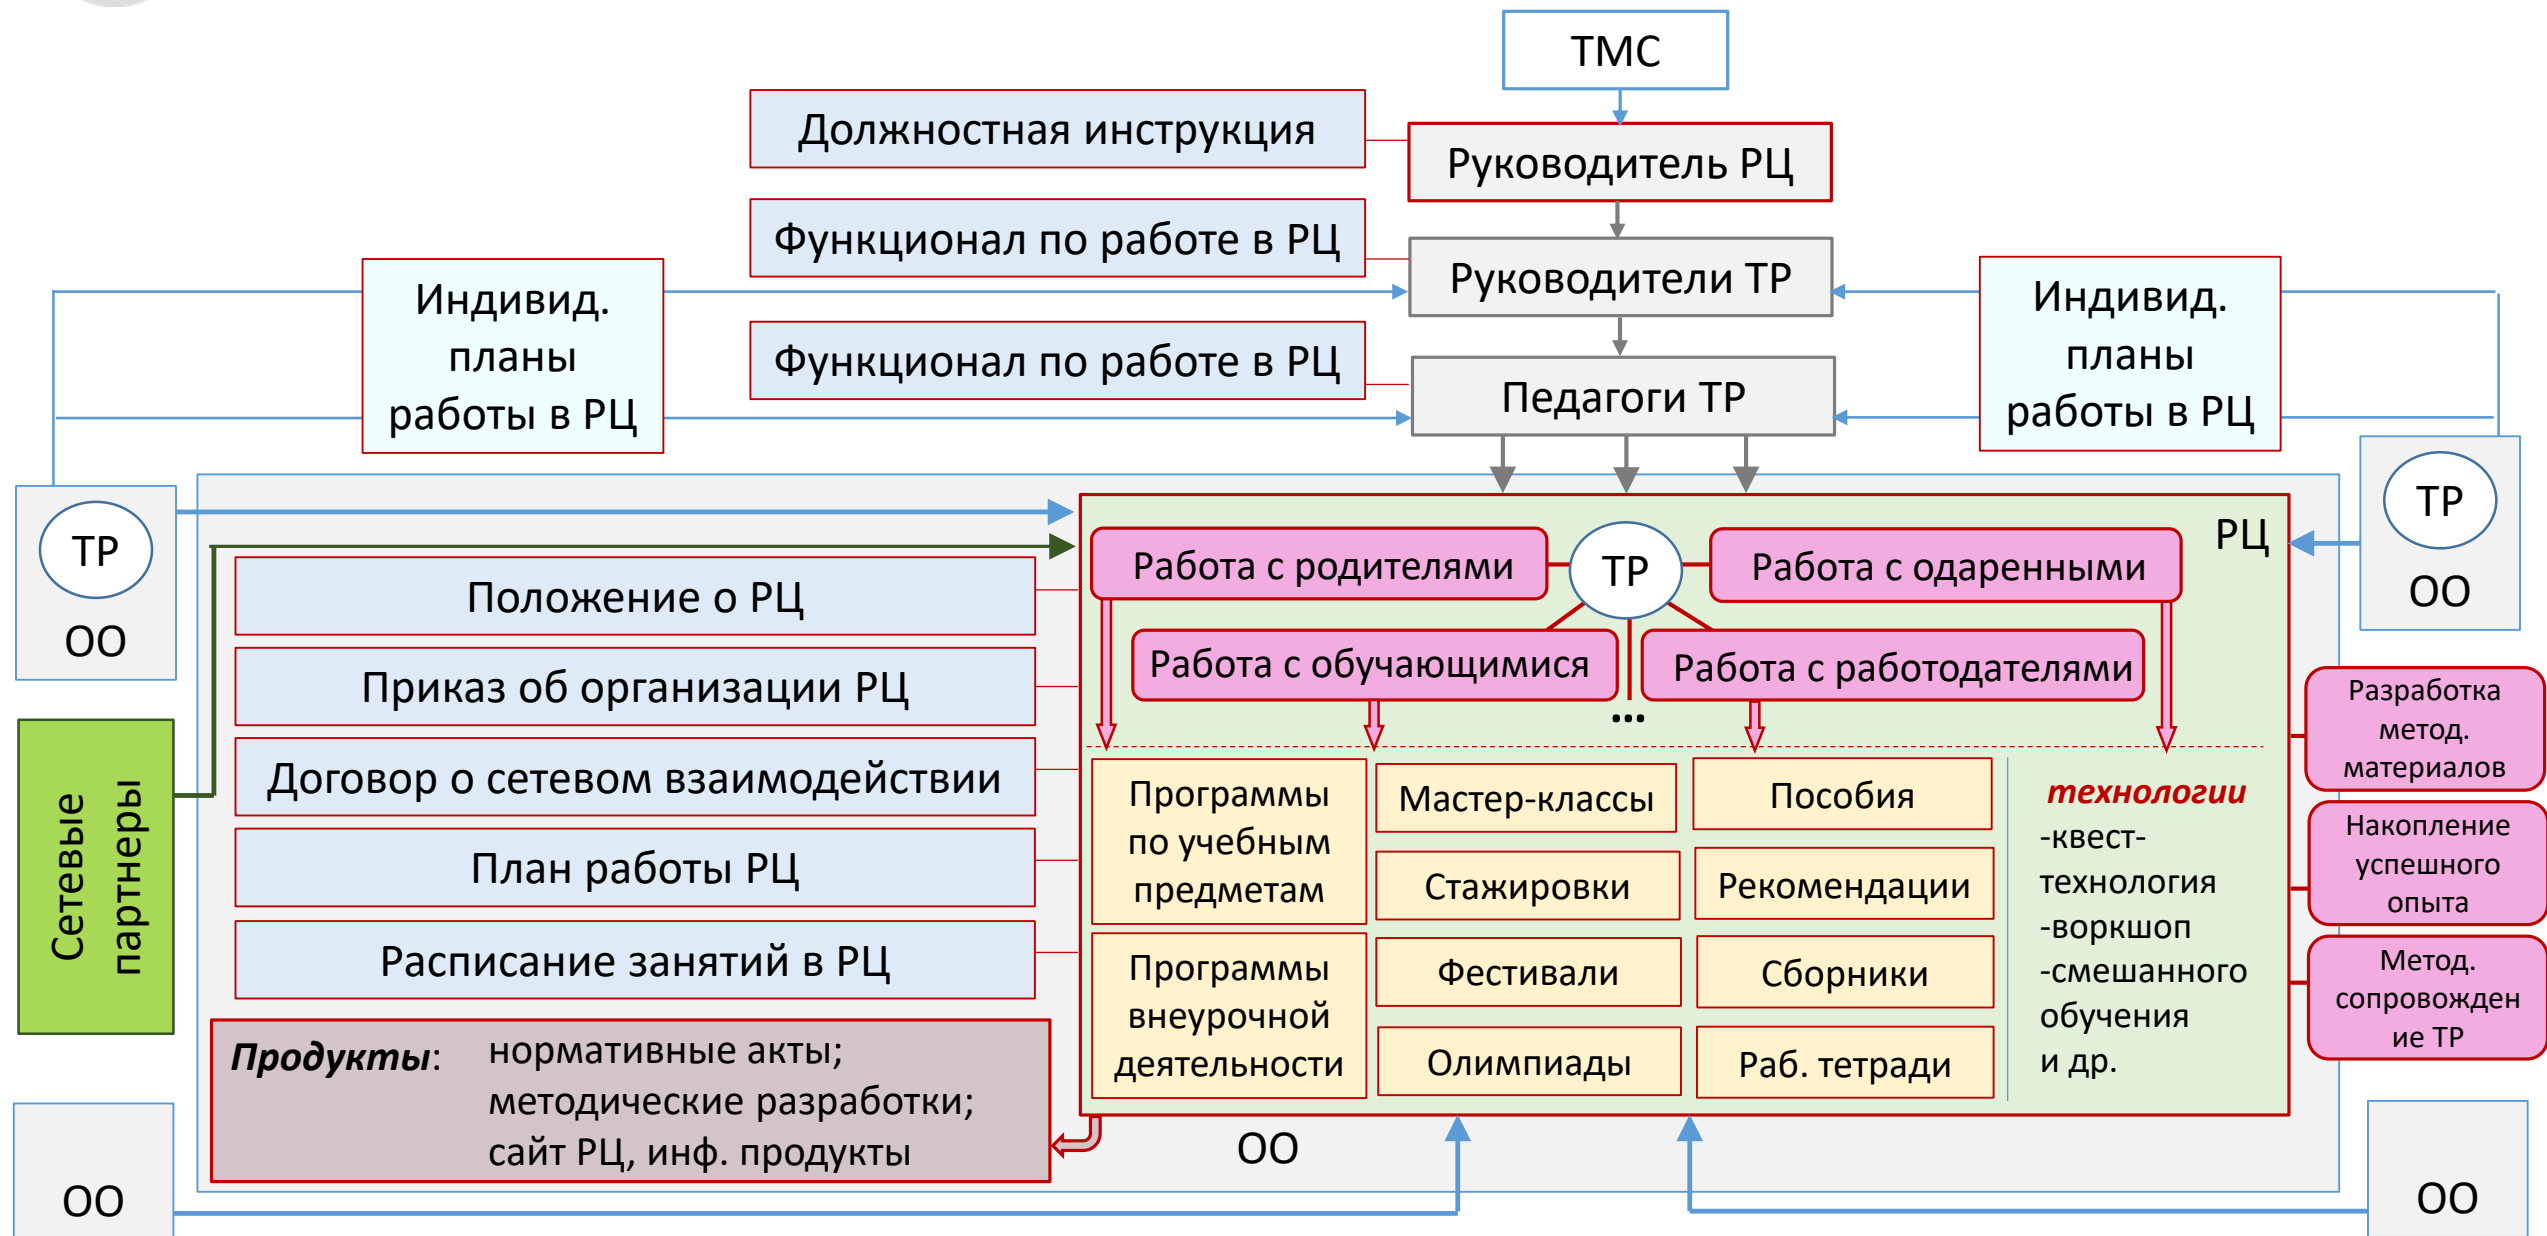 ТМС
Должностная инструкция
Руководитель РЦ
Функционал по работе в РЦ
Руководители ТР
Индивид.
планы
работы в РЦ
Индивид.
планы
работы в РЦ
Функционал по работе в РЦ
Педагоги ТР
ТР
ОО
ТР
ОО
РЦ
Работа с родителями
ТР
Работа с одаренными
Работа с обучающимися
Работа с работодателями
...
Положение о РЦ
Приказ об организации РЦ
Договор о сетевом взаимодействии
План работы РЦ
Расписание занятий в РЦ
Сетевые
партнеры
Программы
по учебным
предметам
Программы
внеурочной
деятельности
Мастер-классы
Стажировки
Фестивали
Олимпиады
Пособия
Рекомендации
Сборники
Раб. тетради
технологии
-квест-
технология
-воркшоп
-смешанного
обучения
и др.
Разработка
метод.
материалов
Накопление
успешного
опыта
Метод.
сопровожден
ие ТР
Продукты: нормативные акты;
методические разработки;
сайт РЦ, инф. продукты
ОО
ОО
ОО